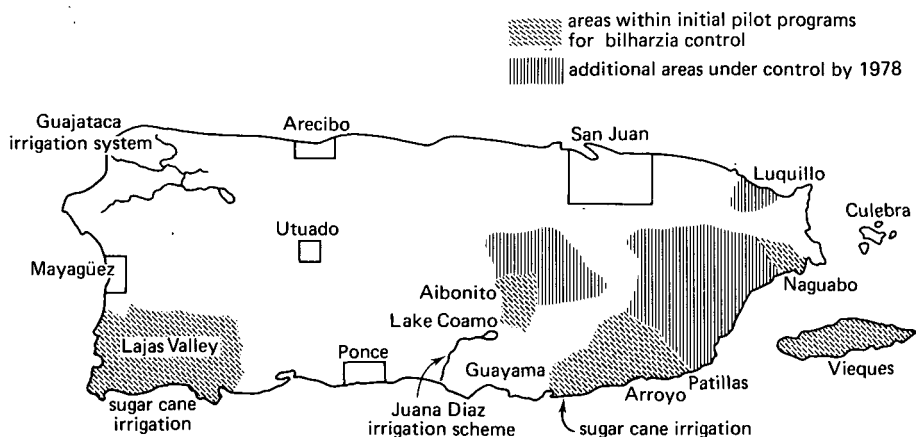 areas within initial pilot programs
for bilharzia control
additional areas under control by 1978
Guajataca
irrigation system
Arecibo
San Juan
Luquillo
Culebra
Utuado
Mayagüez
Naguabo
Aibonito
Lake Coamo
Lajas Valley
Ponce
Guayama
Vieques
Patillas
Arroyo
sugar cane
irrigation
Juana Diaz
irrigation scheme
sugar cane irrigation